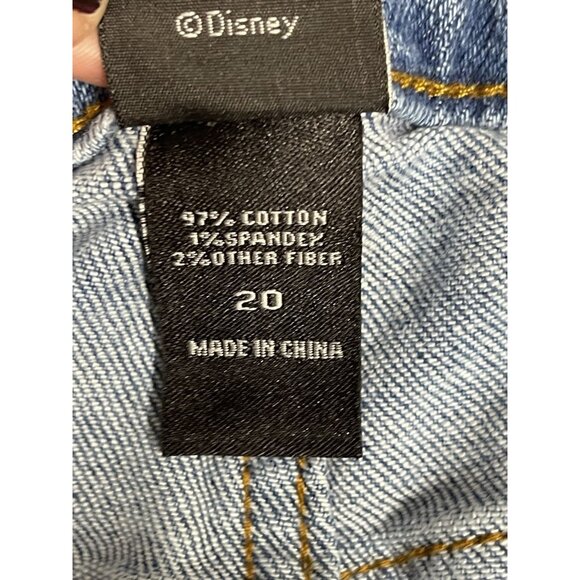 ©Disney
97% COTTON
1%SPANDEX
2%OTHER FIBER
20
MADE IN CHINA